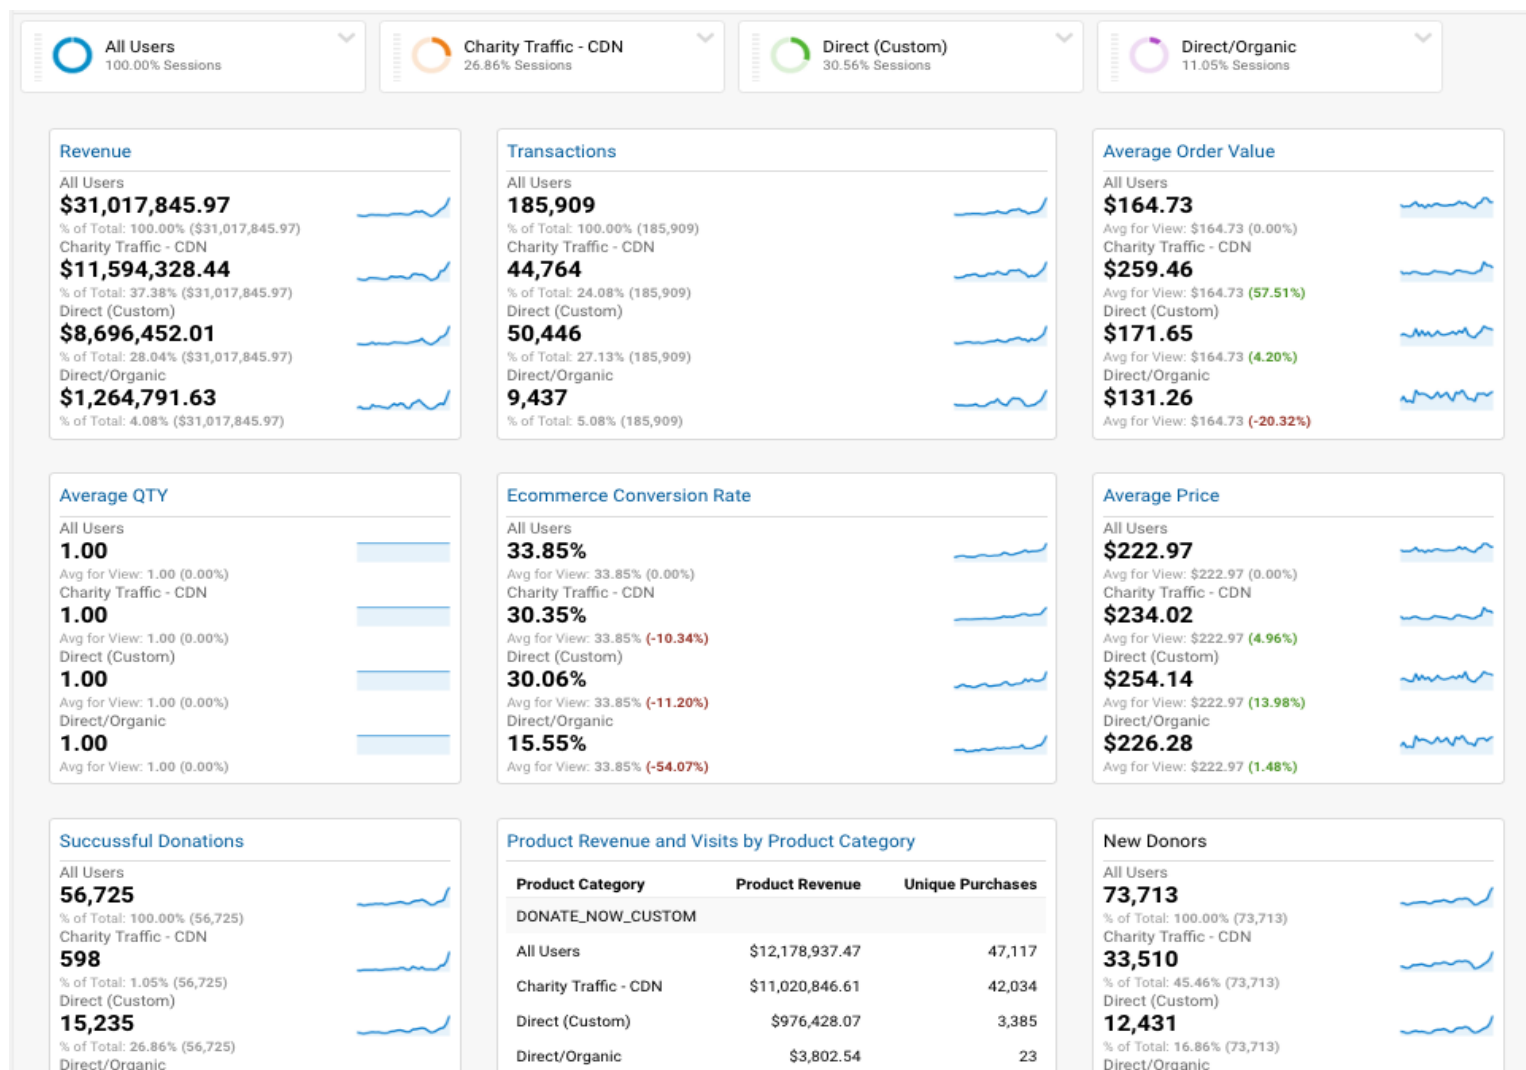 All Users
100.00% Sessions
Charity Traffic - CDN
26.86% Sessions
Direct (Custom)
30.56% Sessions
Direct/Organic
11.05% Sessions
Revenue
All Users
$31,017,845.97
% of Total: 100.00% ($31,017,845.97)
Charity Traffic - CDN
$11,594,328.44
% of Total: 37.38% ($31,017,845.97)
Direct (Custom)
$8,696,452.01
% of Total: 28.04% ($31,017,845.97)
Direct/Organic
$1,264,791.63
% of Total: 4.08% ($31,017,845.97)
Transactions
All Users
185,909
% of Total: 100.00% (185,909)
Charity Traffic - CDN
44,764
% of Total: 24.08% (185,909)
Direct (Custom)
50,446
% of Total: 27.13% (185,909)
Direct/Organic
9,437
% of Total: 5.08% (185,909)
Average Order Value
All Users
$164.73
Avg for View: $164.73 (0.00%)
Charity Traffic - CDN
$259.46
Avg for View: $164.73 (57.51%)
Direct (Custom)
$171.65
Avg for View: $164.73 (4.20%)
Direct/Organic
$131.26
Avg for View: $164.73 (-20.32%)
Average QTY
All Users
1.00
Avg for View: 1.00 (0.00%)
Charity Traffic - CDN
1.00
Avg for View: 1.00 (0.00%)
Direct (Custom)
1.00
Avg for View: 1.00 (0.00%)
Direct/Organic
1.00
Avg for View: 1.00 (0.00%)
Ecommerce Conversion Rate
All Users
33.85%
Avg for View: 33.85% (0.00%)
Charity Traffic - CDN
30.35%
Avg for View: 33.85% (-10.34%)
Direct (Custom)
30.06%
Avg for View: 33.85% (-11.20%)
Direct/Organic
15.55%
Avg for View: 33.85% (-54.07%)
Average Price
All Users
$222.97
Avg for View: $222.97 (0.00%)
Charity Traffic - CDN
$234.02
Avg for View: $222.97 (4.96%)
Direct (Custom)
$254.14
Avg for View: $222.97 (13.98%)
Direct/Organic
$226.28
Avg for View: $222.97 (1.48%)
Succussful Donations
All Users
56,725
% of Total: 100.00% (56,725)
Charity Traffic - CDN
598
% of Total: 1.05% (56,725)
Direct (Custom)
15,235
% of Total: 26.86% (56,725)
Direct/Organic
Product Revenue and Visits by Product Category
Product Category Product Revenue Unique Purchases
DONATE_NOW_CUSTOM
All Users $12,178,937.47 47,117
Charity Traffic - CDN $11,020,846.61 42,034
Direct (Custom) $976,428.07 3,385
Direct/Organic $3,802.54 23
New Donors
All Users
73,713
% of Total: 100.00% (73,713)
Charity Traffic - CDN
33,510
% of Total: 45.46% (73,713)
Direct (Custom)
12,431
% of Total: 16.86% (73,713)
Direct/Organic